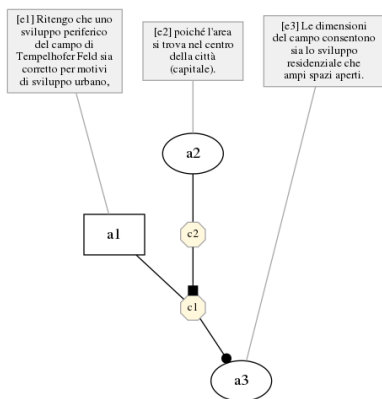 [e1] Ritengo che uno
sviluppo periferico
del campo di
Tempelhofer Feld sia
corretto per motivi
di sviluppo urbano,
[e2] poiché l'area
si trova nel centro
della città
(capitale).
[e3] Le dimensioni
del campo consentono
sia lo sviluppo
residenziale che
ampi spazi aperti.
a2
a1
c2
c1
a3